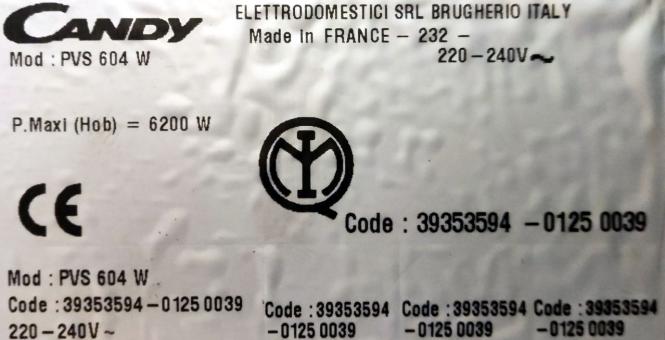 CANDY
ELETTRODOMESTICI SRL BRUGHERIO ITALY
Made In FRANCE – 232 –
Mod : PVS 604 W
220 – 240V ~
P.Maxi (Hob) = 6200 W
CE
Code : 39353594 – 0125 0039
Mod : PVS 604 W
Code : 39353594 – 0125 0039
220 – 240V ~
Code : 39353594
– 0125 0039
Code : 39353594
– 0125 0039
Code : 39353594
– 0125 0039